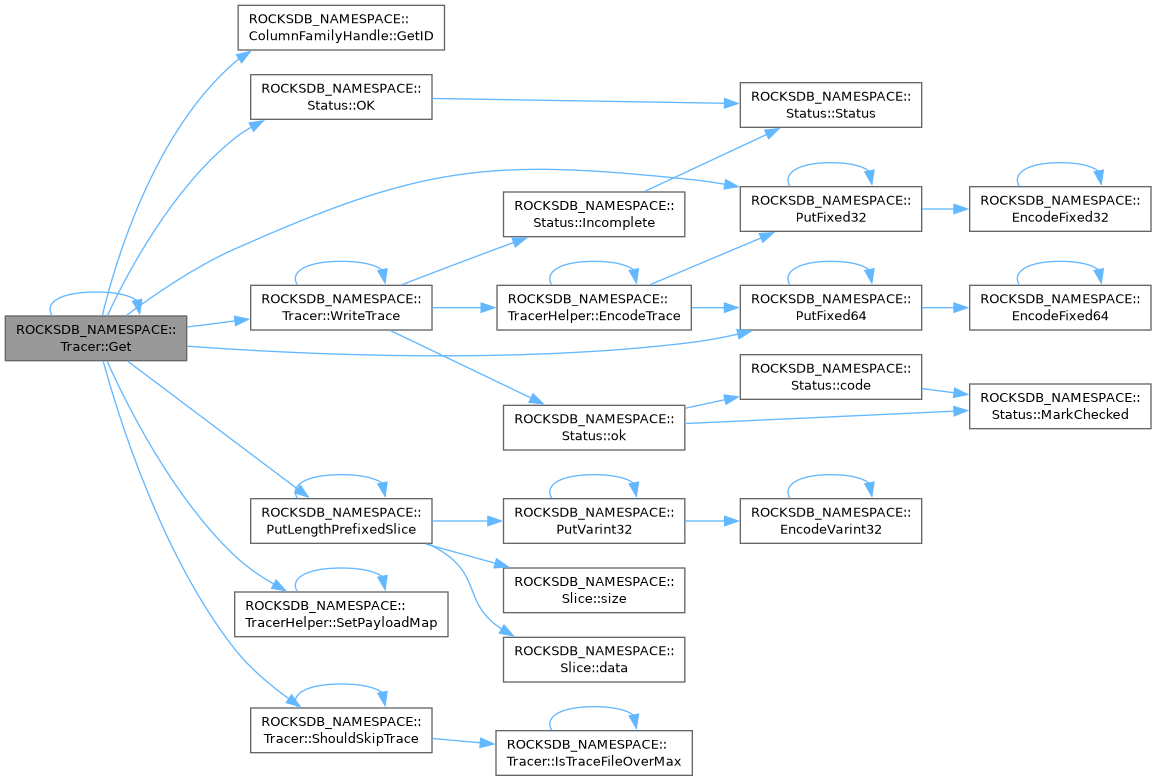 ROCKSDB_NAMESPACE::
Tracer::Get
ROCKSDB_NAMESPACE::
ColumnFamilyHandle::GetID
ROCKSDB_NAMESPACE::
Status::OK
ROCKSDB_NAMESPACE::
Status::Status
ROCKSDB_NAMESPACE::
Status::Incomplete
ROCKSDB_NAMESPACE::
PutFixed32
ROCKSDB_NAMESPACE::
EncodeFixed32
ROCKSDB_NAMESPACE::
Tracer::WriteTrace
ROCKSDB_NAMESPACE::
TracerHelper::EncodeTrace
ROCKSDB_NAMESPACE::
PutFixed64
ROCKSDB_NAMESPACE::
EncodeFixed64
ROCKSDB_NAMESPACE::
Status::code
ROCKSDB_NAMESPACE::
Status::MarkChecked
ROCKSDB_NAMESPACE::
Status::ok
ROCKSDB_NAMESPACE::
PutLengthPrefixedSlice
ROCKSDB_NAMESPACE::
PutVarint32
ROCKSDB_NAMESPACE::
EncodeVarint32
ROCKSDB_NAMESPACE::
Slice::size
ROCKSDB_NAMESPACE::
TracerHelper::SetPayloadMap
ROCKSDB_NAMESPACE::
Slice::data
ROCKSDB_NAMESPACE::
Tracer::ShouldSkipTrace
ROCKSDB_NAMESPACE::
Tracer::IsTraceFileOverMax